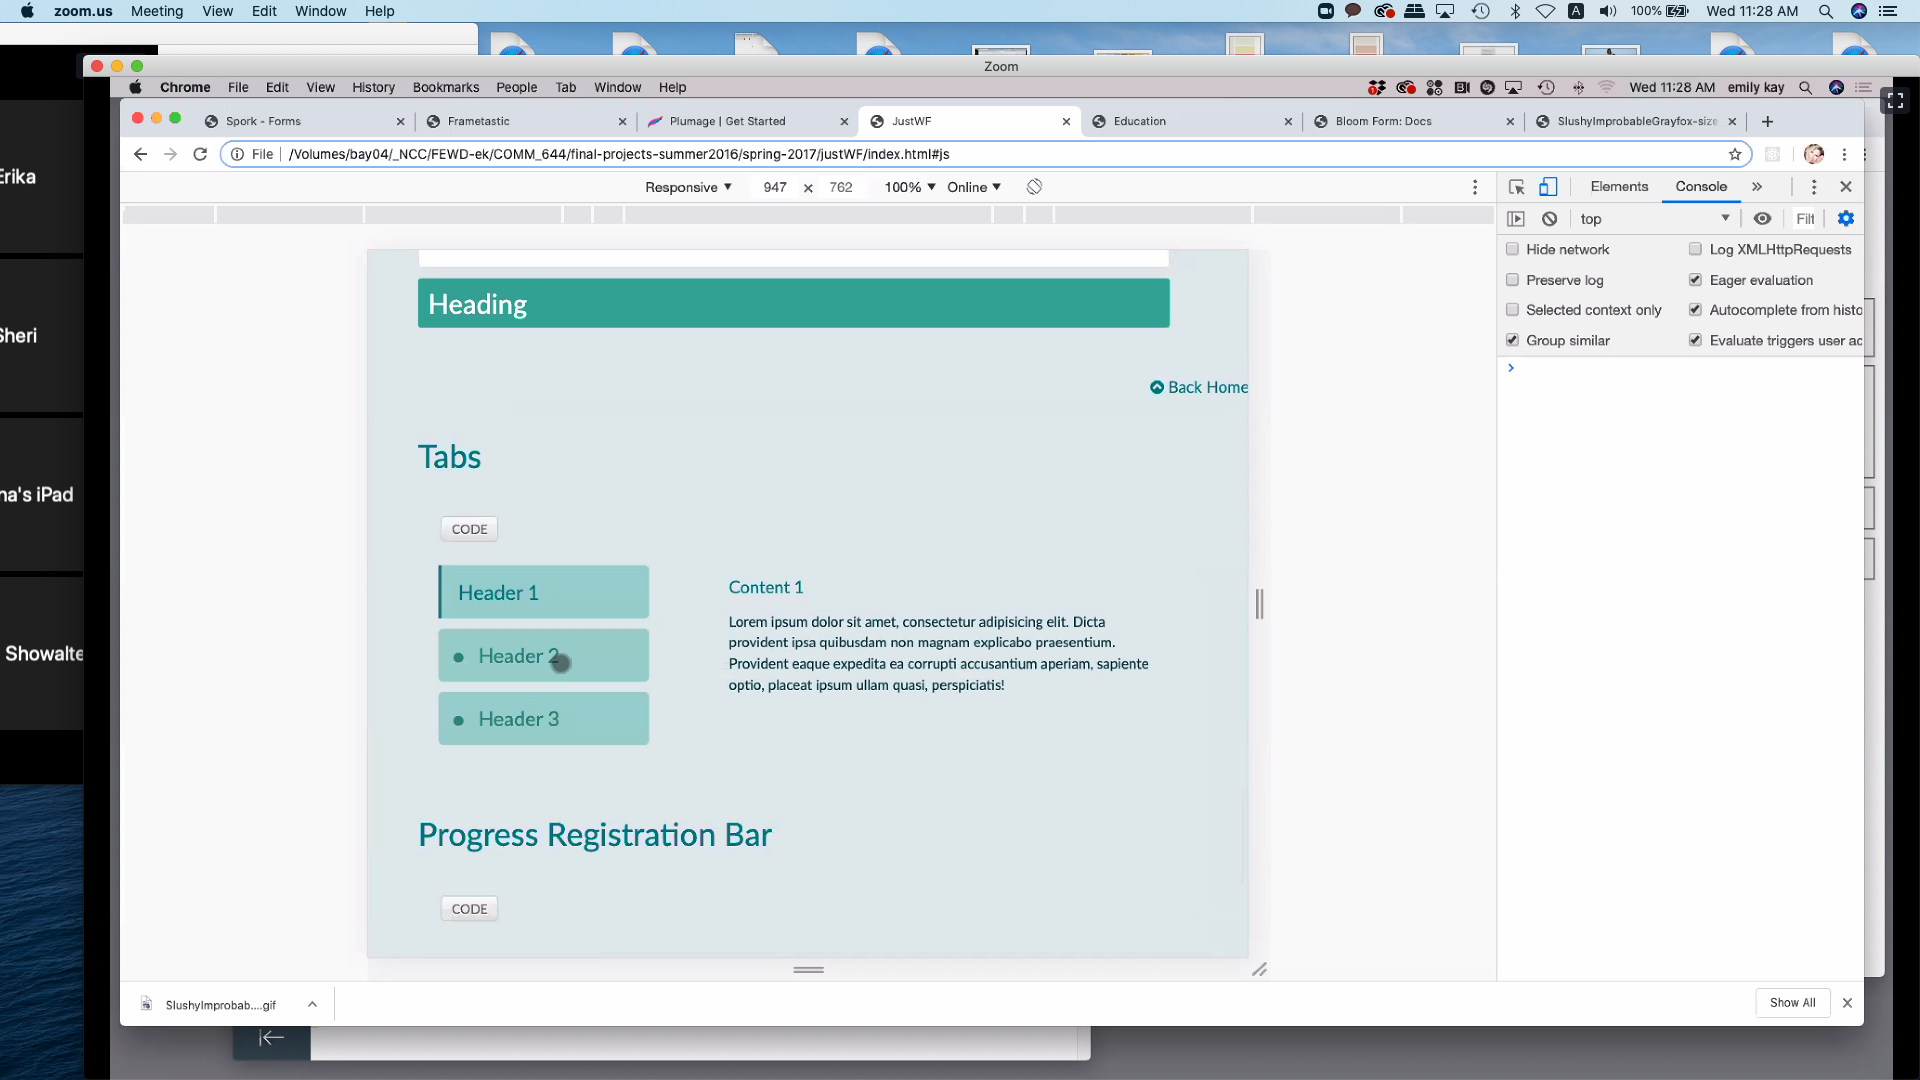 zoom.us Meeting View Edit Window Help 100% Wed 11:28 AM
Zoom
Chrome File Edit View History Bookmarks People Tab Window Help Wed 11:28 AM emily kay
Spork - Forms Frametastic Plumage | Get Started JustWF Education Bloom Form: Docs SlushyImprobableGrayfox-size
File /Volumes/bay04/_NCC/FEWD-ek/COMM_644/final-projects-summer2016/spring-2017/justWF/index.html#js
Responsive 947 × 762 100% Online
Elements Console
top Filt
Hide network Log XMLHttpRequests
Preserve log Eager evaluation
Selected context only Autocomplete from histo
Group similar Evaluate triggers user ac
Erika
Sheri
na's iPad
Showalte
Heading
Back Home
Tabs
CODE
Header 1
Header 2
Header 3
Content 1
Lorem ipsum dolor sit amet, consectetur adipisicing elit. Dicta
provident ipsa quibusdam non magnam explicabo praesentium.
Provident eaque expedita ea corrupti accusantium aperiam, sapiente
optio, placeat ipsum ullam quasi, perspiciatis!
Progress Registration Bar
CODE
SlushyImprobab....gif
Show All